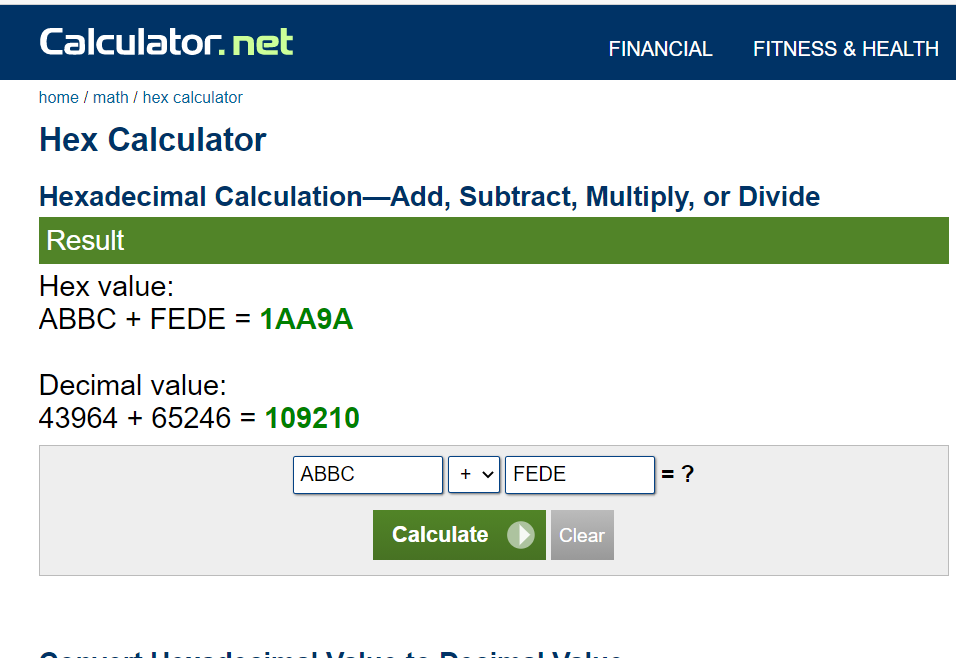 Calculator.net
FINANCIAL FITNESS & HEALTH
home / math / hex calculator
Hex Calculator
Hexadecimal Calculation—Add, Subtract, Multiply, or Divide
Result
Hex value:
ABBC + FEDE = 1AA9A
Decimal value:
43964 + 65246 = 109210
ABBC + FEDE = ?
Calculate Clear
Convert Hexadecimal Value to Decimal Value